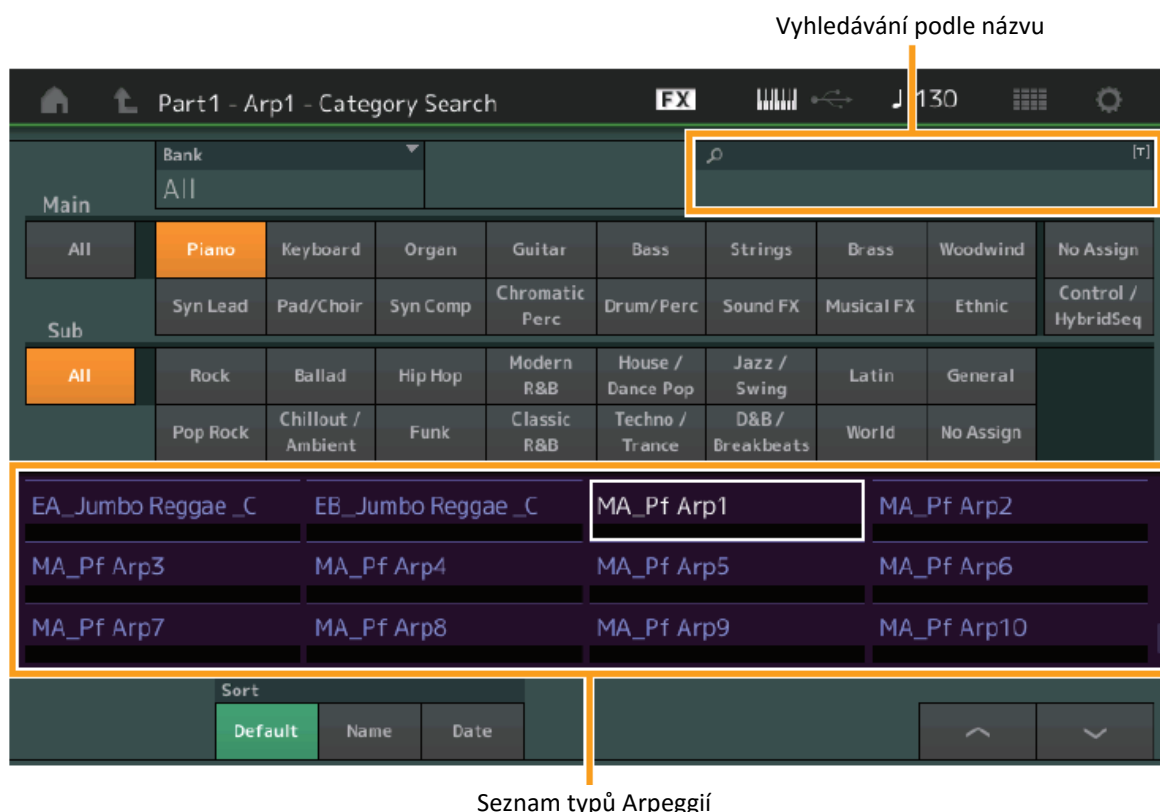 Vyhledávání podle názvu
Part1 - Arp1 - Category Search FX 130
Bank [T]
All
Main
All Piano Keyboard Organ Guitar Bass Strings Brass Woodwind No Assign
Syn Lead Pad/Choir Syn Comp Chromatic Perc Drum/Perc Sound FX Musical FX Ethnic Control / HybridSeq
Sub
All Rock Ballad Hip Hop Modern R&B House / Dance Pop Jazz / Swing Latin General
Pop Rock Chillout / Ambient Funk Classic R&B Techno / Trance D&B / Breakbeats World No Assign
EA_Jumbo Reggae _C EB_Jumbo Reggae _C MA_Pf Arp1 MA_Pf Arp2
MA_Pf Arp3 MA_Pf Arp4 MA_Pf Arp5 MA_Pf Arp6
MA_Pf Arp7 MA_Pf Arp8 MA_Pf Arp9 MA_Pf Arp10
Sort
Default Name Date
Seznam typů Arpeggií